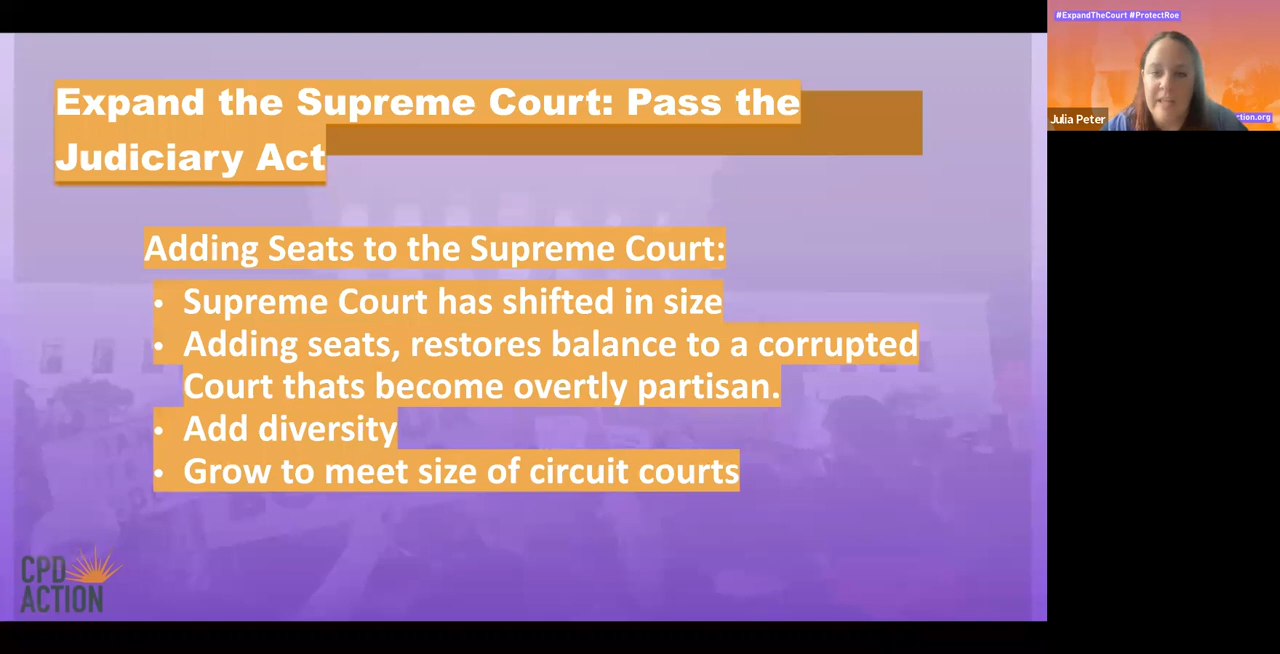 Expand the Supreme Court: Pass the
Judiciary Act
Adding Seats to the Supreme Court:
• Supreme Court has shifted in size
• Adding seats, restores balance to a corrupted
Court thats become overtly partisan.
• Add diversity
• Grow to meet size of circuit courts
CPD
ACTION
#ExpandTheCourt #ProtectRoe
Julia Peter
ction.org